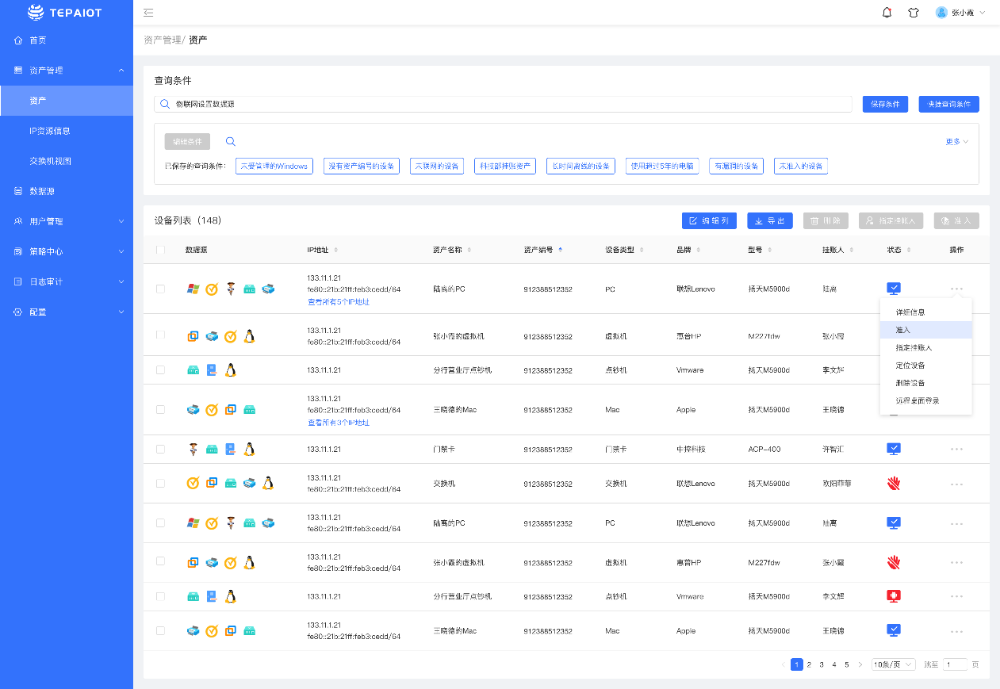 TEPAIOT
张小霞
首页
资产管理
资产
IP资源信息
交换机视图
数据源
用户管理
策略中心
日志审计
配置
资产管理/ 资产
查询条件
物联网设置数据源
保存条件
快捷查询条件
编辑条件
更多
已保存的查询条件：
未受管理的Windows
没有资产编号的设备
未联网的设备
科技部挂账资产
长时间离线的设备
使用超过5年的电脑
有漏洞的设备
未准入的设备
设备列表（148）
编 辑 列
导 出
删 除
指定挂账人
准 入
数据源 IP地址 资产名称 资产编号 设备类型 品牌 型号 挂账人 状态 操作
133.11.1.21
fe80::21b:21ff:feb3:cedd/64 陆离的PC 912388512352 PC 联想Lenovo 扬天M5900d 陆离
查看所有5个IP地址
详细信息
准入
指定挂账人
定位设备
删除设备
远程桌面登录
133.11.1.21
fe80::21b:21ff:feb3:cedd/64 张小霞的虚拟机 912388512352 虚拟机 惠普HP M227fdw 张小霞
133.11.1.21 分行营业厅点钞机 912388512352 点钞机 Vmware 扬天M5900d 李文辉
133.11.1.21
fe80::21b:21ff:feb3:cedd/64 王晓德的Mac 912388512352 Mac Apple 扬天M5900d 王晓德
查看所有3个IP地址
133.11.1.21 门禁卡 912388512352 门禁卡 中控科技 ACP-400 许智汇
133.11.1.21
fe80::21b:21ff:feb3:cedd/64 交换机 912388512352 交换机 联想Lenovo 扬天M5900d 欧阳菲菲
133.11.1.21
fe80::21b:21ff:feb3:cedd/64 陆离的PC 912388512352 PC 联想Lenovo 扬天M5900d 陆离
133.11.1.21
fe80::21b:21ff:feb3:cedd/64 张小霞的虚拟机 912388512352 虚拟机 惠普HP M227fdw 张小霞
133.11.1.21 分行营业厅点钞机 912388512352 点钞机 Vmware 扬天M5900d 李文辉
133.11.1.21
fe80::21b:21ff:feb3:cedd/64 王晓德的Mac 912388512352 Mac Apple 扬天M5900d 王晓德
1 2 3 4 5 10条/页 跳至 1 页